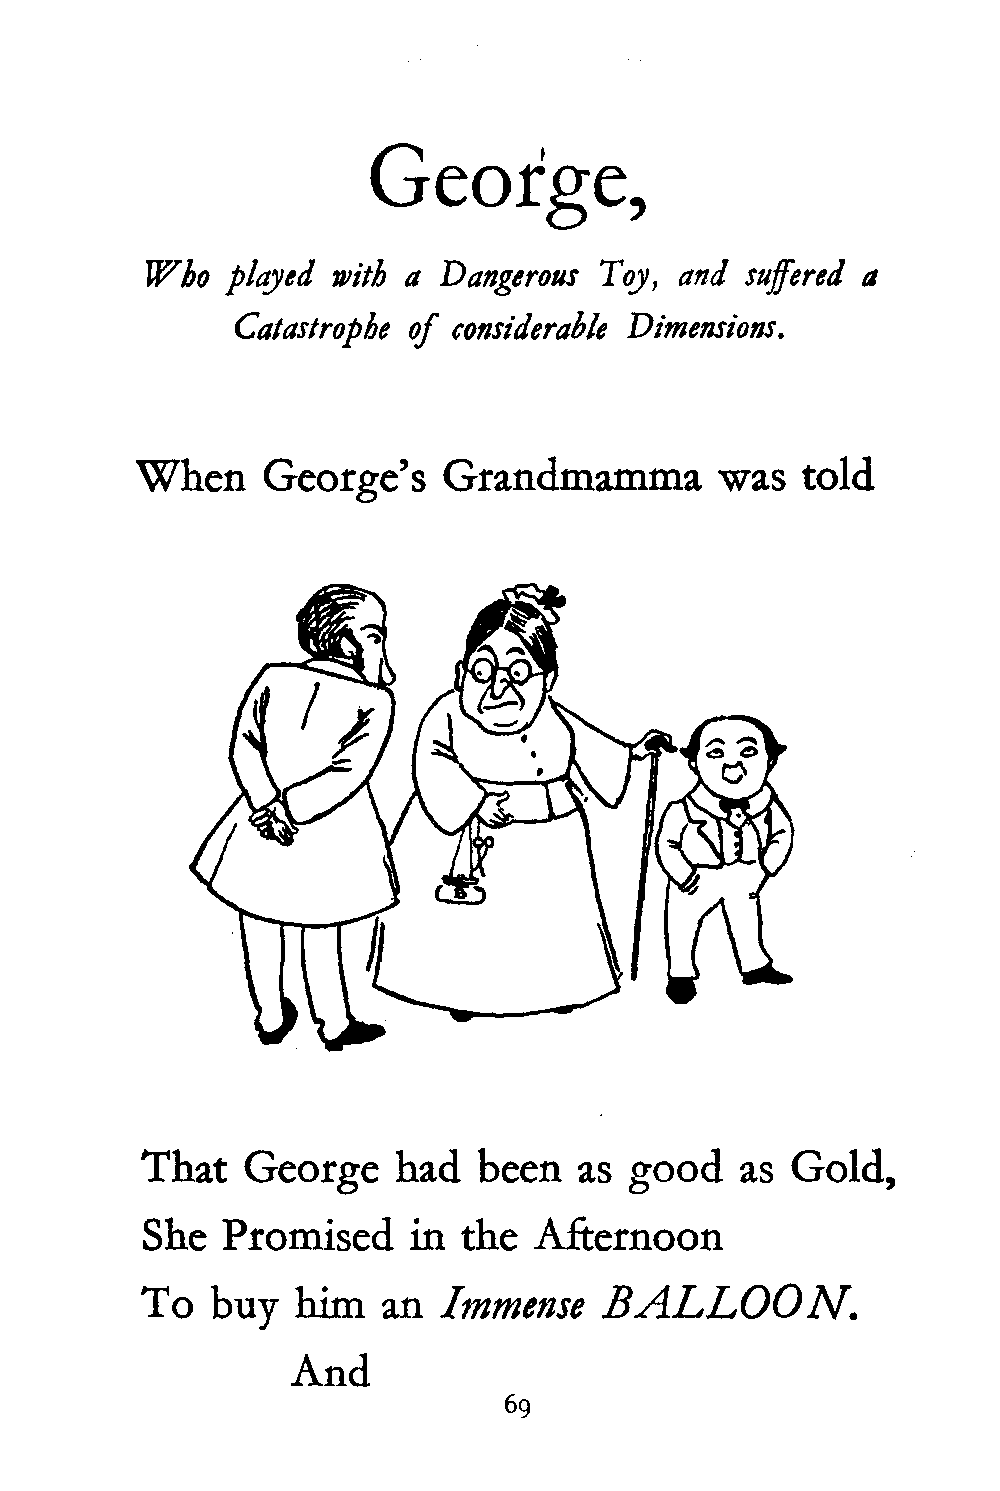 George,
Who played with a Dangerous Toy, and suffered a
Catastrophe of considerable Dimensions.
When George's Grandmamma was told
B
That George had been as good as Gold,
She Promised in the Afternoon
To buy him an Immense BALLOON.
And
69